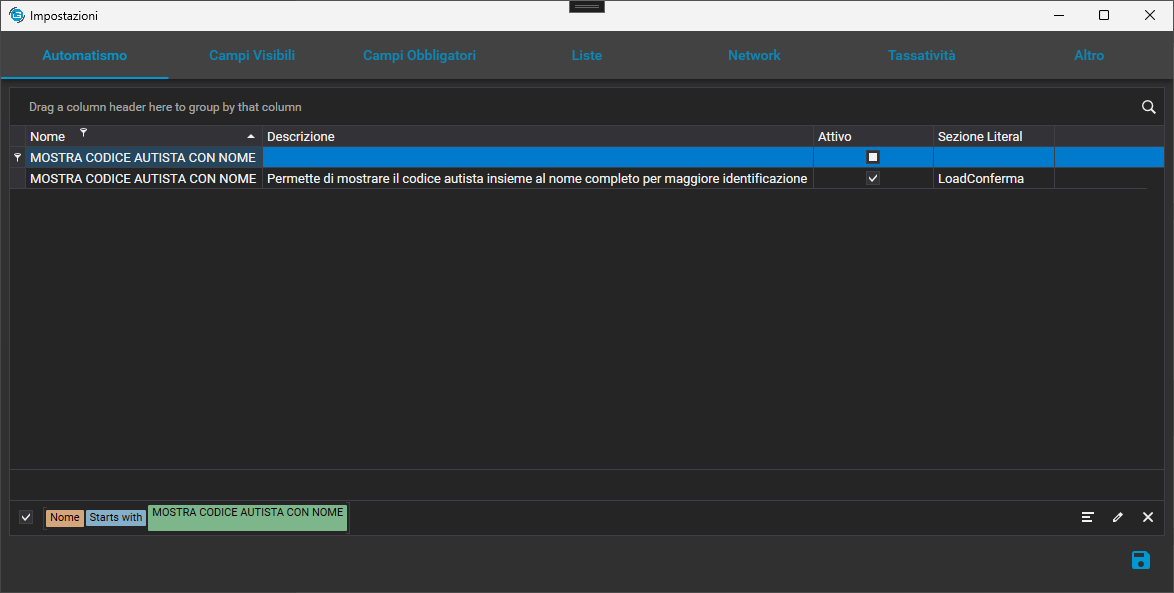 Impostazioni
Automatismo Campi Visibili Campi Obbligatori Liste Network Tassatività Altro
Drag a column header here to group by that column
Nome Descrizione Attivo Sezione Literal
MOSTRA CODICE AUTISTA CON NOME
MOSTRA CODICE AUTISTA CON NOME Permette di mostrare il codice autista insieme al nome completo per maggiore identificazione LoadConferma
Nome Starts with MOSTRA CODICE AUTISTA CON NOME